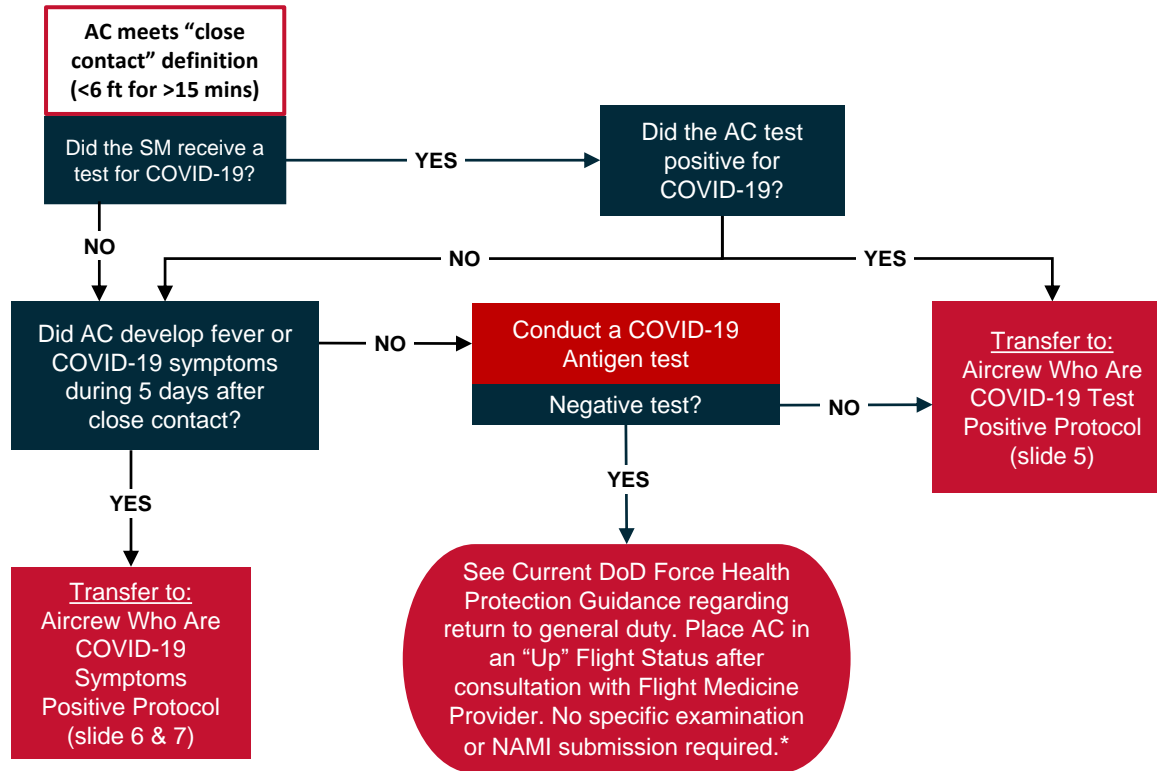 AC meets “close
contact” definition
(<6 ft for >15 mins)
Did the SM receive a
test for COVID-19?
YES
Did the AC test
positive for
COVID-19?
NO
NO
YES
Did AC develop fever or
COVID-19 symptoms
during 5 days after
close contact?
NO
Conduct a COVID-19
Antigen test
Negative test?
NO
Transfer to:
Aircrew Who Are
COVID-19 Test
Positive Protocol
(slide 5)
YES
YES
Transfer to:
Aircrew Who Are
COVID-19
Symptoms
Positive Protocol
(slide 6 & 7)
See Current DoD Force Health
Protection Guidance regarding
return to general duty. Place AC in
an “Up” Flight Status after
consultation with Flight Medicine
Provider. No specific examination
or NAMI submission required.*